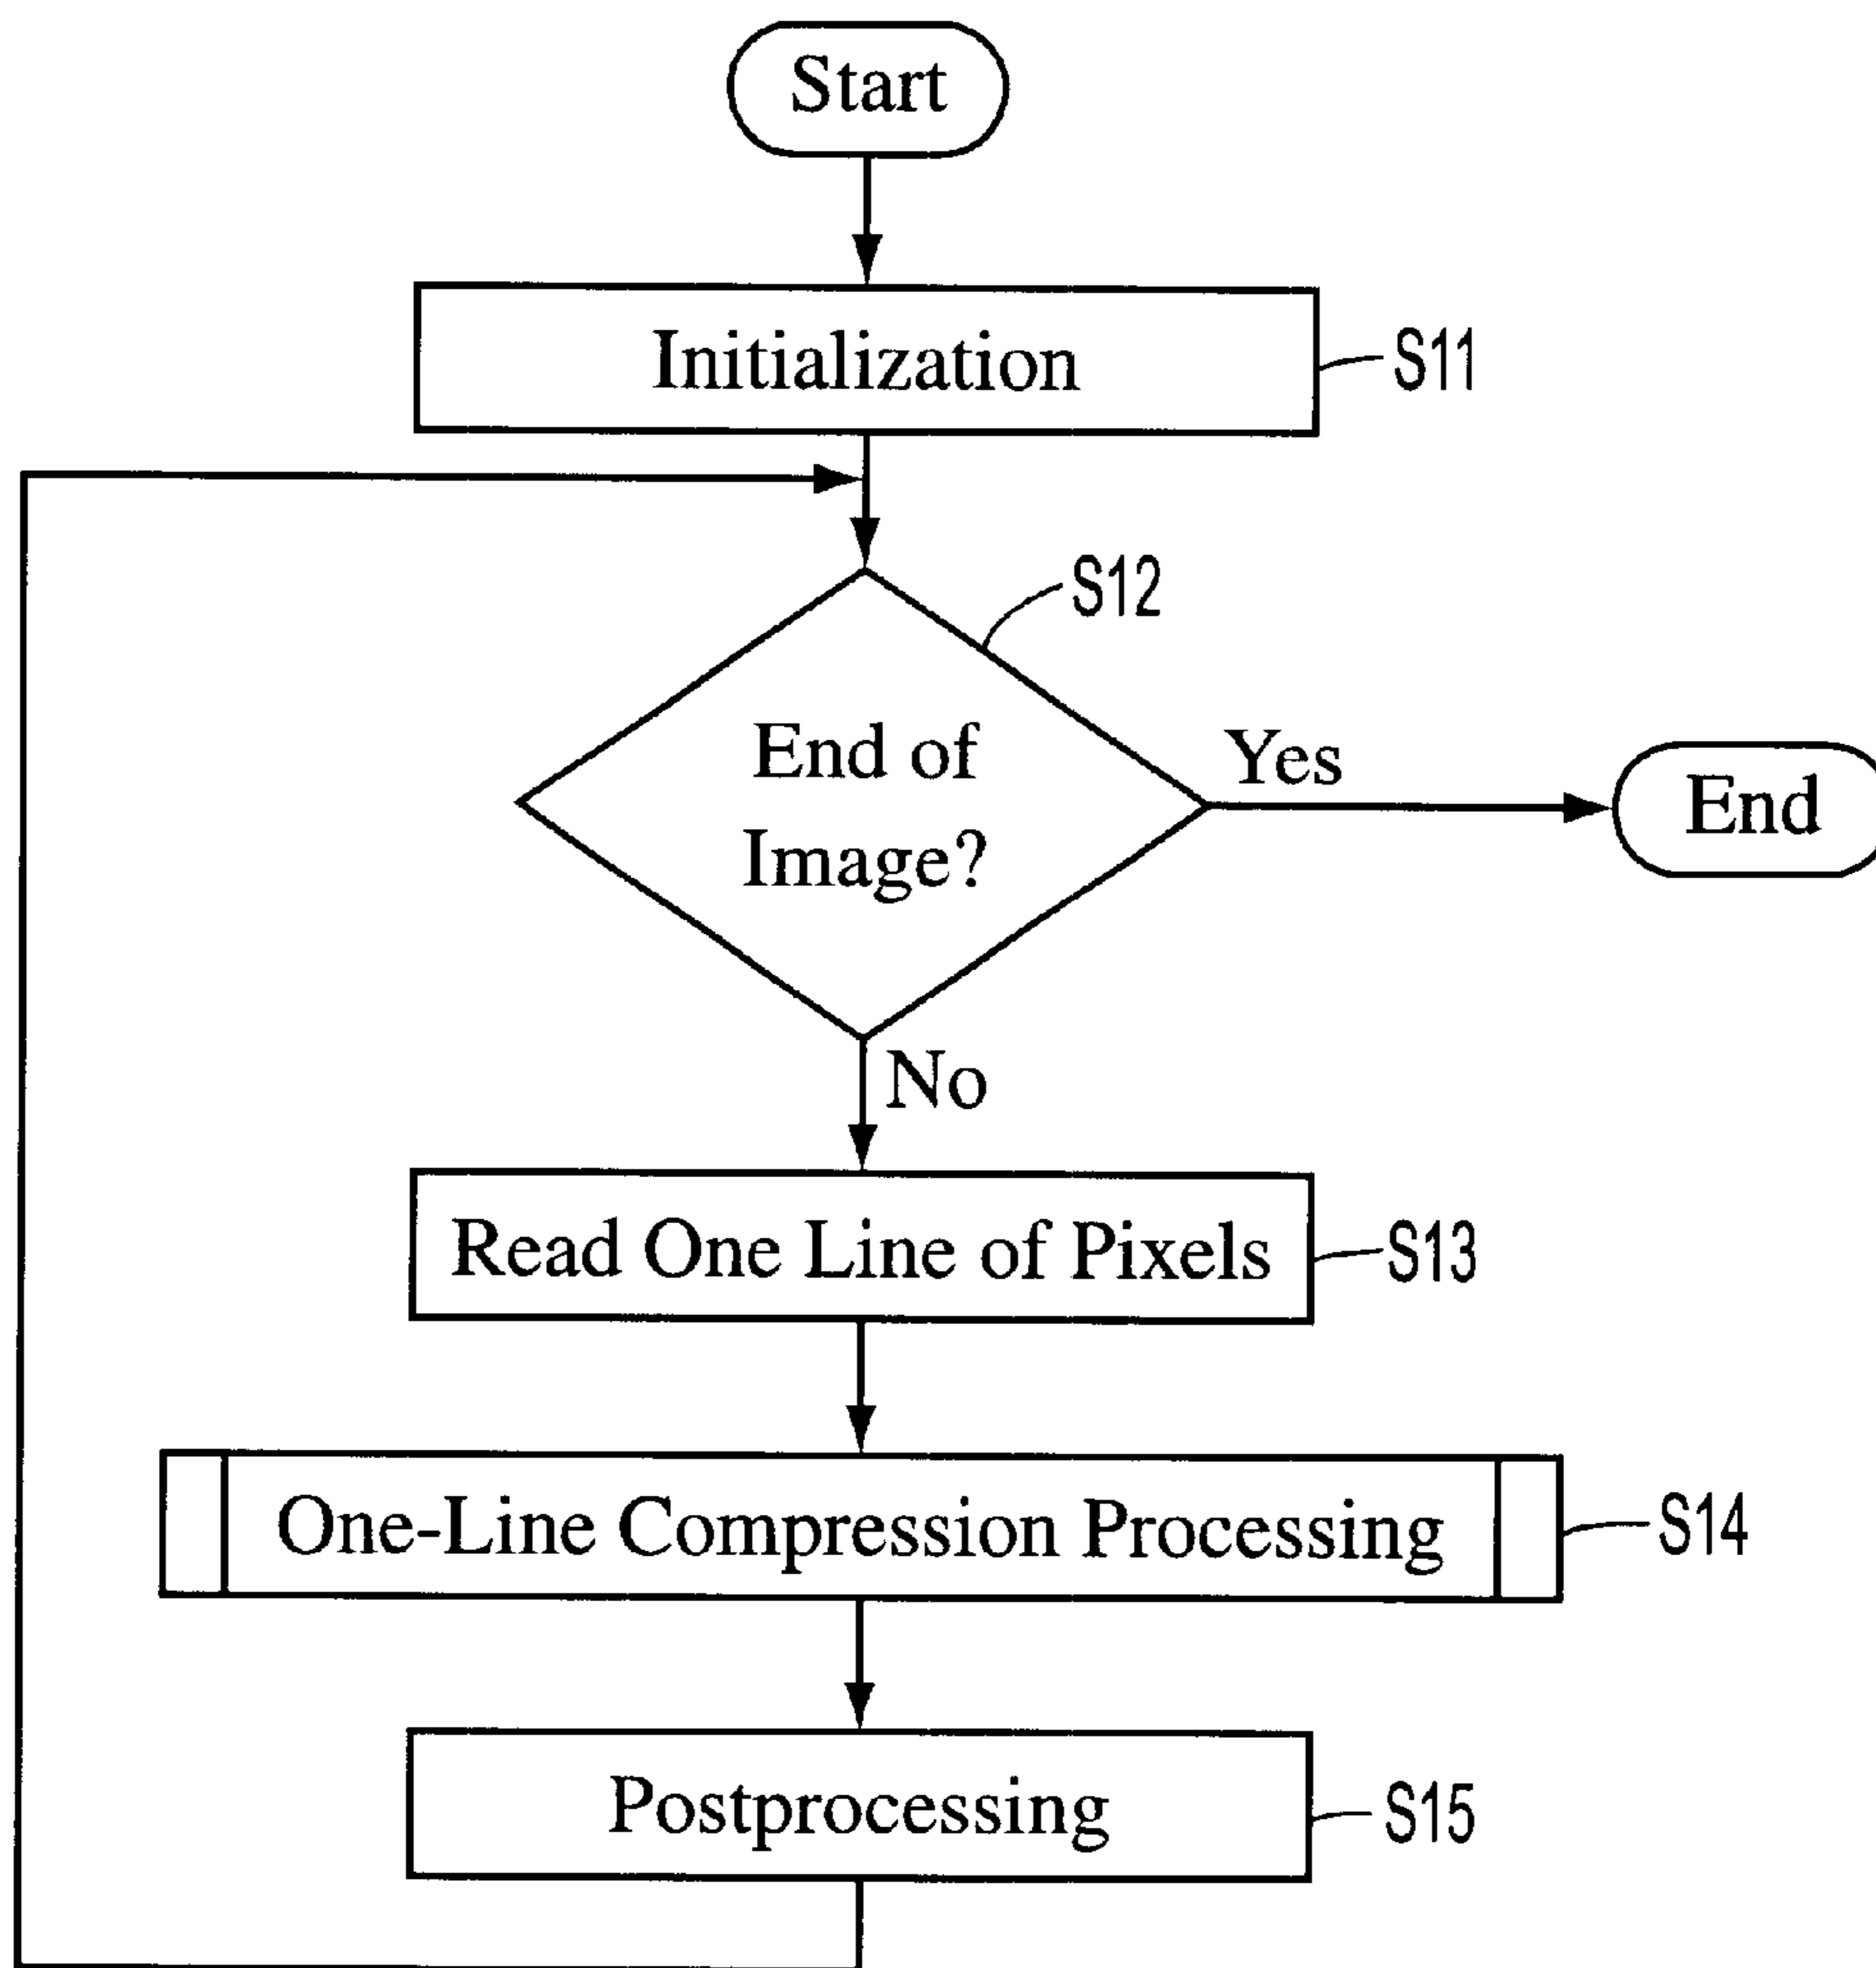 Start
Initialization
S11
S12
End of
Image?
Yes
End
No
Read One Line of Pixels
S13
One-Line Compression Processing
S14
Postprocessing
S15